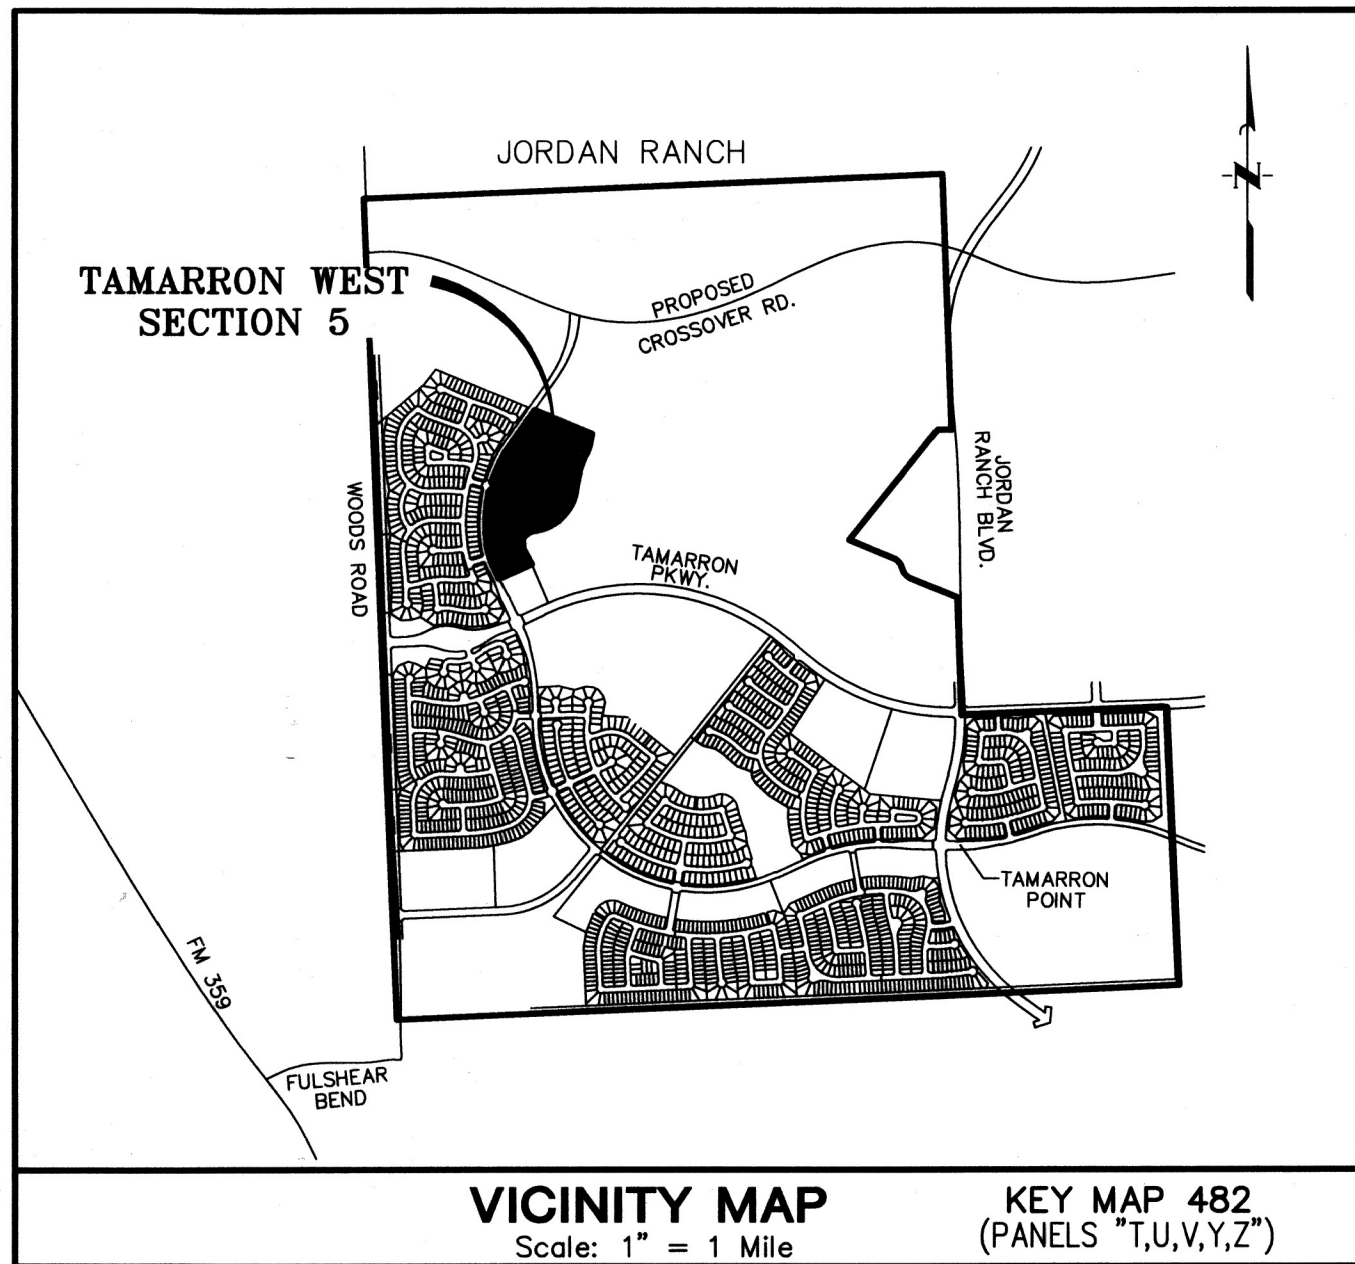 JORDAN RANCH
N
TAMARRON WEST
SECTION 5
PROPOSED
CROSSOVER RD.
JORDAN
RANCH BLVD.
WOODS ROAD
TAMARRON
PKWY.
TAMARRON
POINT
FM 359
FULSHEAR
BEND
VICINITY MAP
Scale: 1" = 1 Mile
KEY MAP 482
(PANELS "T,U,V,Y,Z")